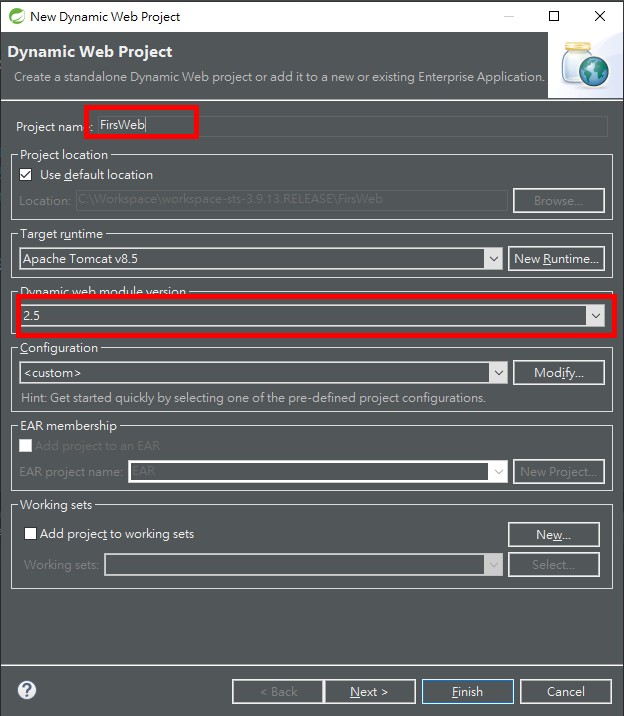 New Dynamic Web Project
Dynamic Web Project
Create a standalone Dynamic Web project or add it to a new or existing Enterprise Application.
Project name: FirsWeb
Project location
Use default location
Location: C:\Workspace\workspace-sts-3.9.13.RELEASE\FirsWeb Browse...
Target runtime
Apache Tomcat v8.5 New Runtime...
Dynamic web module version
2.5
Configuration
<custom> Modify...
Hint: Get started quickly by selecting one of the pre-defined project configurations.
EAR membership
Add project to an EAR
EAR project name: EAR New Project...
Working sets
Add project to working sets New...
Working sets: Select...
? < Back Next > Finish Cancel